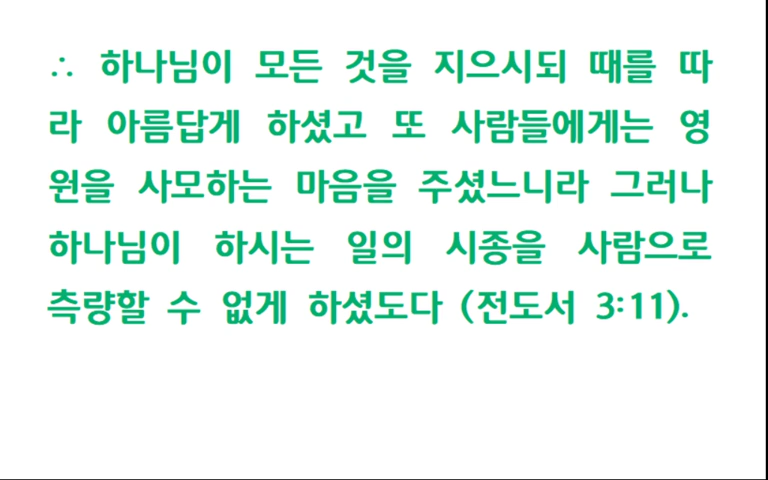 ∴ 하나님이 모든 것을 지으시되 때를 따
라 아름답게 하셨고 또 사람들에게는 영
원을 사모하는 마음을 주셨느니라 그러나
하나님이 하시는 일의 시종을 사람으로
측량할 수 없게 하셨도다 (전도서 3:11).